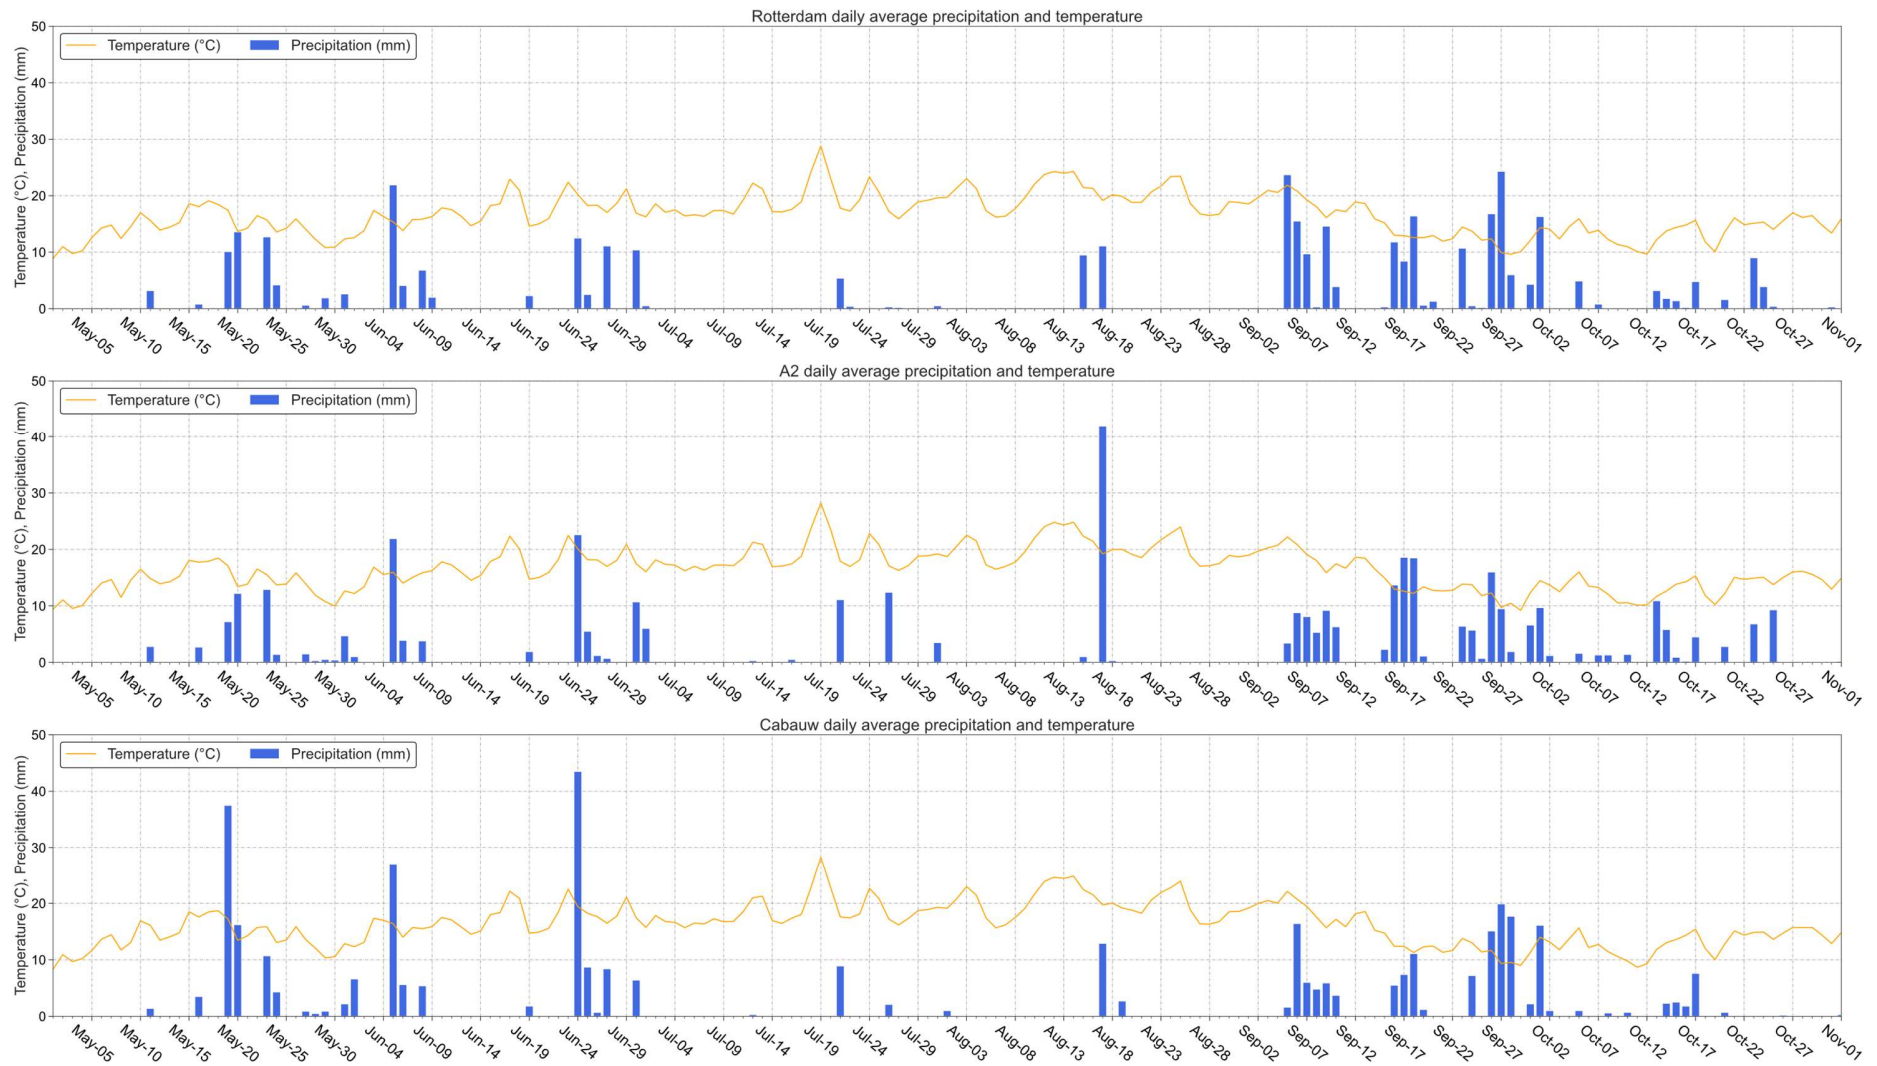 Rotterdam daily average precipitation and temperature
Temperature (°C), Precipitation (mm)
50
40
30
20
10
0
Temperature (°C) Precipitation (mm)
May-05 May-10 May-15 May-20 May-25 May-30 Jun-04 Jun-09 Jun-14 Jun-19 Jun-24 Jun-29 Jul-04 Jul-09 Jul-14 Jul-19 Jul-24 Jul-29 Aug-03 Aug-08 Aug-13 Aug-18 Aug-23 Aug-28 Sep-02 Sep-07 Sep-12 Sep-17 Sep-22 Sep-27 Oct-02 Oct-07 Oct-12 Oct-17 Oct-22 Oct-27 Nov-01
A2 daily average precipitation and temperature
Temperature (°C), Precipitation (mm)
50
40
30
20
10
0
Temperature (°C) Precipitation (mm)
May-05 May-10 May-15 May-20 May-25 May-30 Jun-04 Jun-09 Jun-14 Jun-19 Jun-24 Jun-29 Jul-04 Jul-09 Jul-14 Jul-19 Jul-24 Jul-29 Aug-03 Aug-08 Aug-13 Aug-18 Aug-23 Aug-28 Sep-02 Sep-07 Sep-12 Sep-17 Sep-22 Sep-27 Oct-02 Oct-07 Oct-12 Oct-17 Oct-22 Oct-27 Nov-01
Cabauw daily average precipitation and temperature
Temperature (°C), Precipitation (mm)
50
40
30
20
10
0
Temperature (°C) Precipitation (mm)
May-05 May-10 May-15 May-20 May-25 May-30 Jun-04 Jun-09 Jun-14 Jun-19 Jun-24 Jun-29 Jul-04 Jul-09 Jul-14 Jul-19 Jul-24 Jul-29 Aug-03 Aug-08 Aug-13 Aug-18 Aug-23 Aug-28 Sep-02 Sep-07 Sep-12 Sep-17 Sep-22 Sep-27 Oct-02 Oct-07 Oct-12 Oct-17 Oct-22 Oct-27 Nov-01